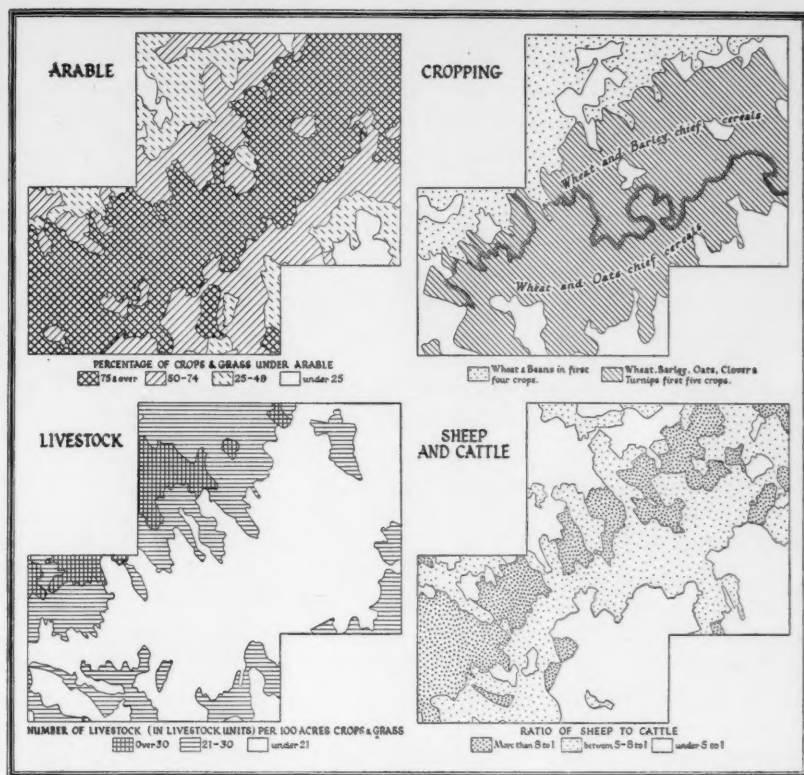 ARABLE
PERCENTAGE OF CROPS & GRASS UNDER ARABLE
75 & over 50-74 25-49 under 25
CROPPING
Wheat and Barley chief cereals
Wheat and Oats chief cereals
Wheat & Beans in first
four crops.
Wheat, Barley, Oats, Clover &
Turnips first five crops.
LIVESTOCK
NUMBER OF LIVESTOCK (IN LIVESTOCK UNITS) PER 100 ACRES CROPS & GRASS
Over 30 21-30 under 21
SHEEP
AND CATTLE
RATIO OF SHEEP TO CATTLE
More than 8 to 1 between 5-8 to 1 under 5 to 1